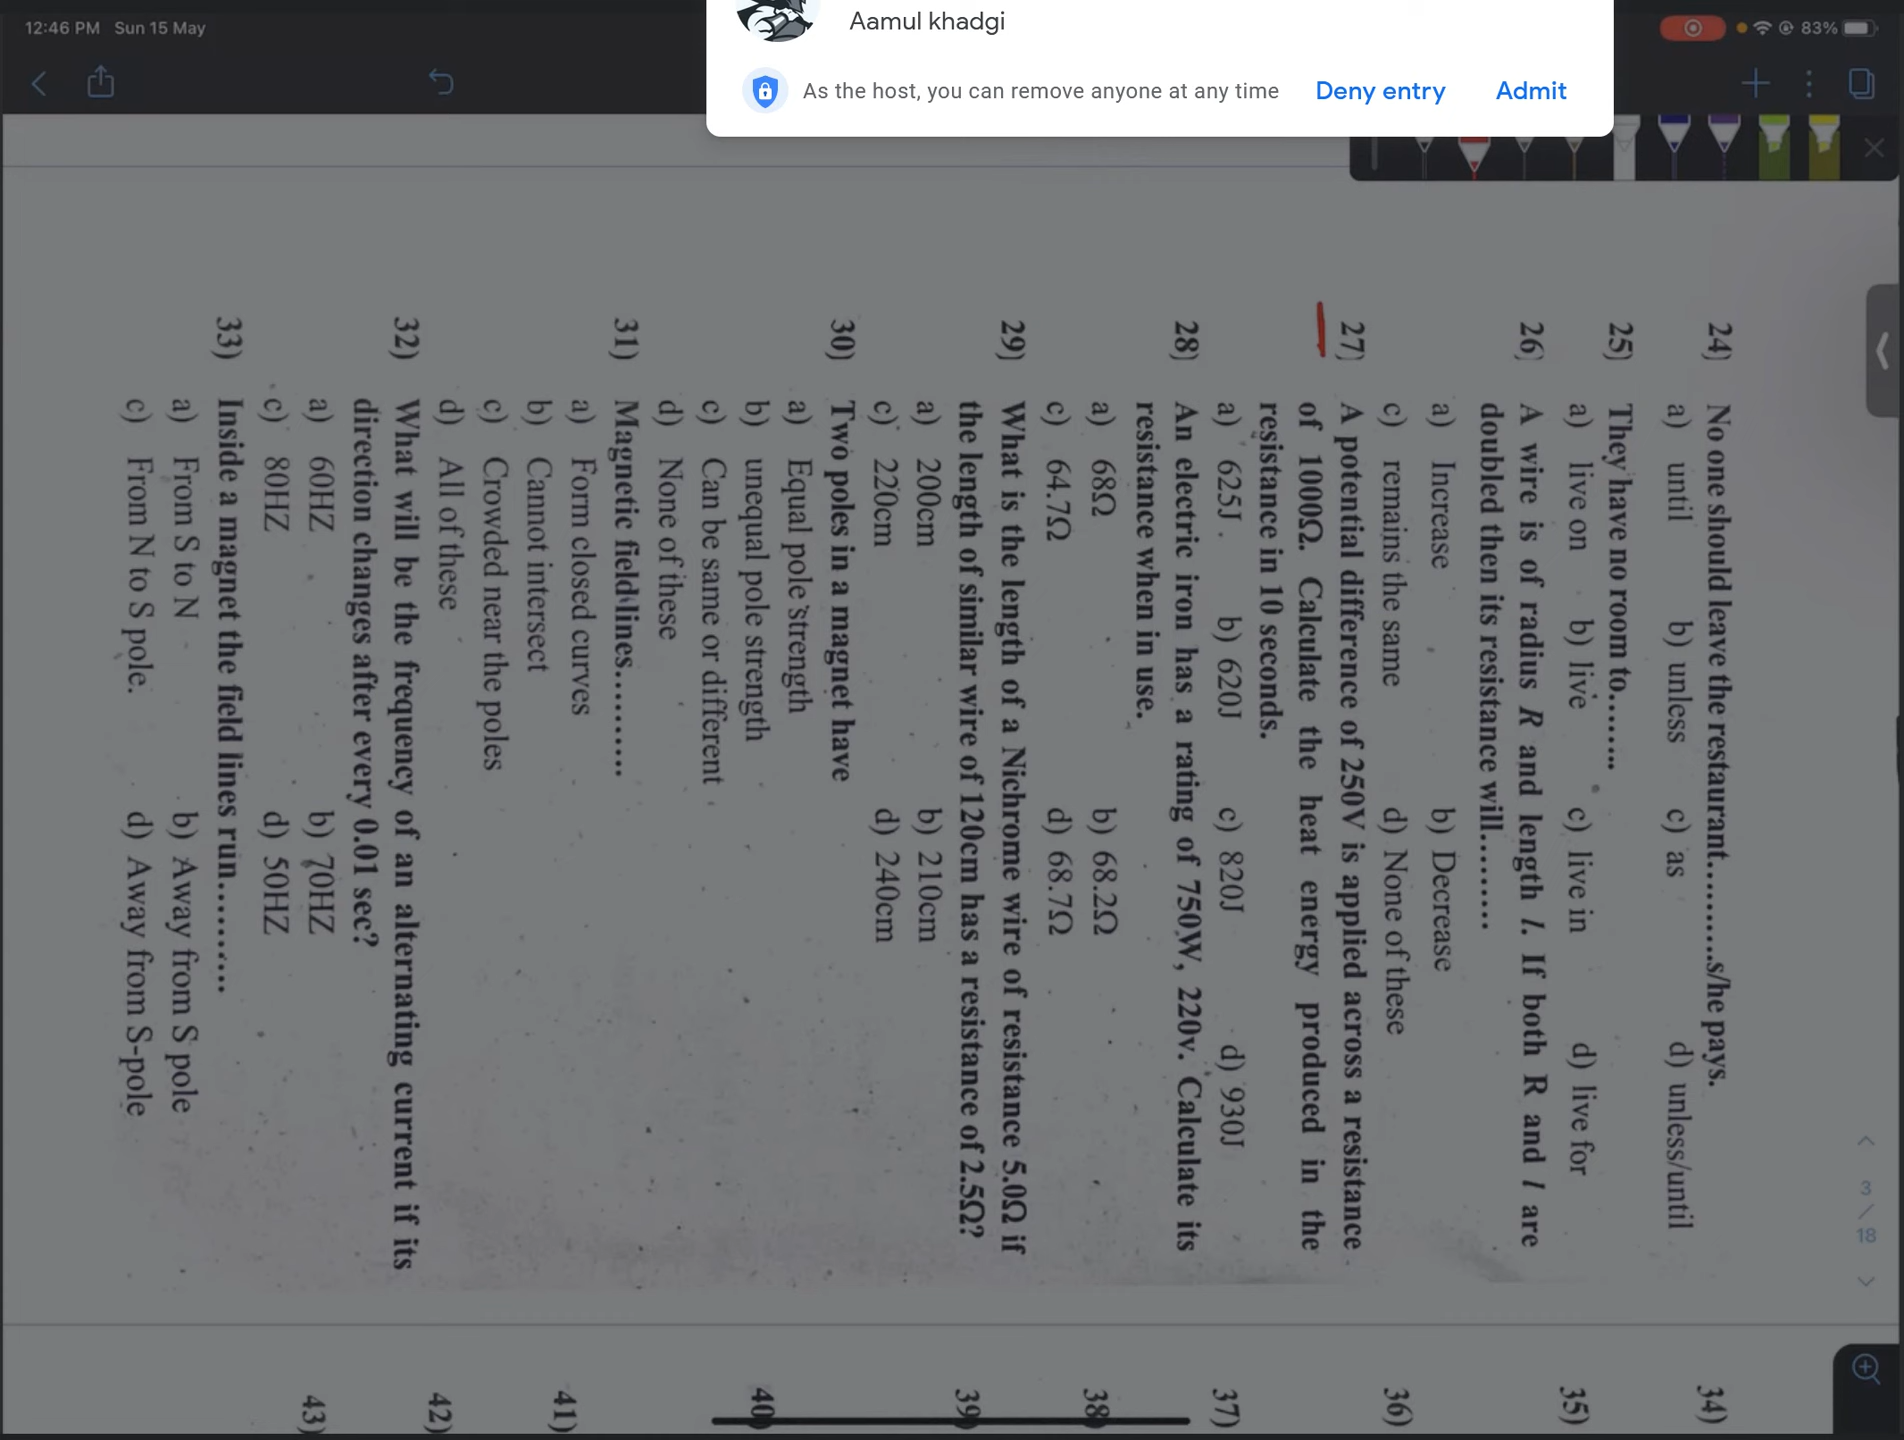 12:46 PM Sun 15 May
83%
Aamul khadgi
As the host, you can remove anyone at any time
Deny entry
Admit
24) No one should leave the restaurant..........s/he pays.
a) until b) unless c) as d) unless/until
25) They have no room to.......
a) live on b) live c) live in d) live for
26) A wire is of radius R and length l. If both R and l are
doubled then its resistance will.........
a) Increase b) Decrease
c) remains the same d) None of these
27) A potential difference of 250V is applied across a resistance
of 1000Ω. Calculate the heat energy produced in the
resistance in 10 seconds.
a) 625J b) 620J c) 820J d) 930J
28) An electric iron has a rating of 750W, 220v. Calculate its
resistance when in use.
a) 68Ω b) 68.2Ω
c) 64.7Ω d) 68.7Ω
29) What is the length of a Nichrome wire of resistance 5.0Ω if
the length of similar wire of 120cm has a resistance of 2.5Ω?
a) 200cm b) 210cm
c) 220cm d) 240cm
30) Two poles in a magnet have
a) Equal pole strength
b) unequal pole strength
c) Can be same or different
d) None of these
31) Magnetic field lines.........
a) Form closed curves
b) Cannot intersect
c) Crowded near the poles
d) All of these
32) What will be the frequency of an alternating current if its
direction changes after every 0.01 sec?
a) 60HZ b) 70HZ
c) 80HZ d) 50HZ
33) Inside a magnet the field lines run..........
a) From S to N b) Away from S pole
c) From N to S pole. d) Away from S-pole
34)
35)
36)
37)
38)
39)
40)
41)
42)
43)
3
/
18